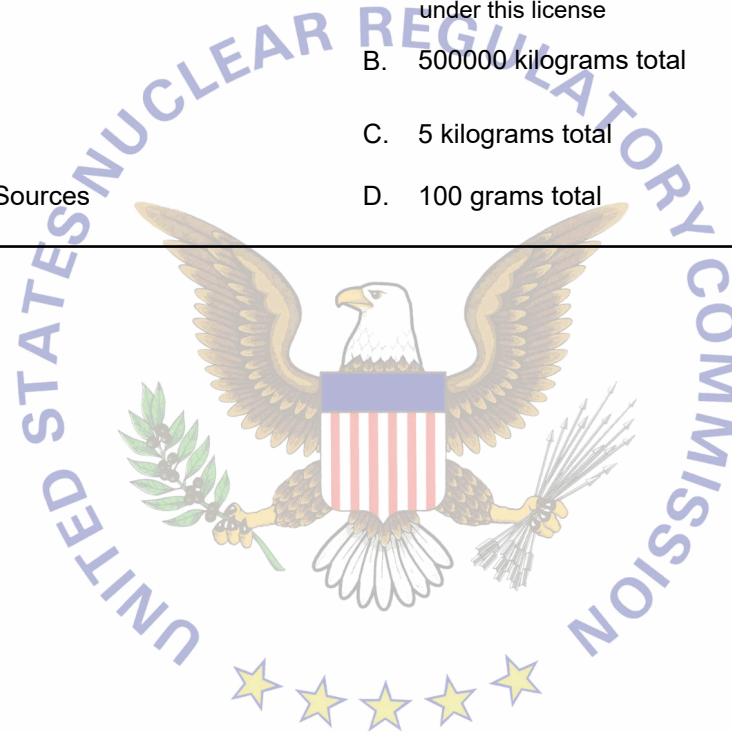 under this license
B. 500000 kilograms total
C. 5 kilograms total
Sources D. 100 grams total
UNITED STATES NUCLEAR REGULATORY COMMISSION